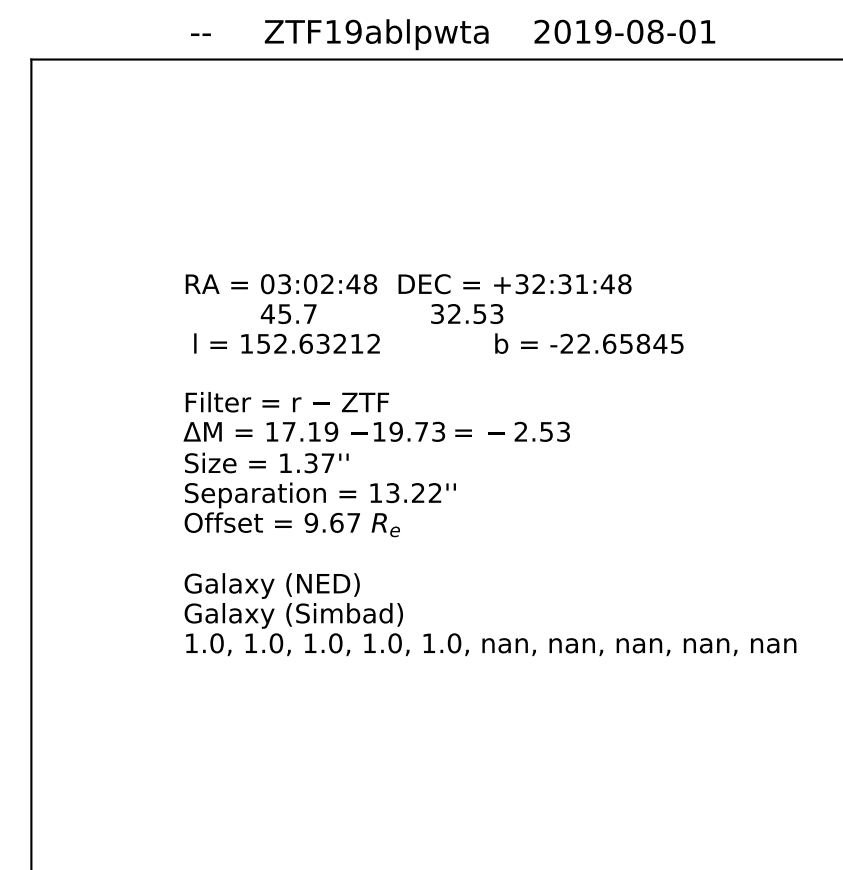 -- ZTF19ablpwta 2019-08-01
RA = 03:02:48 DEC = +32:31:48
45.7 32.53
l = 152.63212 b = -22.65845
Filter = r − ZTF
ΔM = 17.19 −19.73 = − 2.53
Size = 1.37''
Separation = 13.22''
Offset = 9.67 Rₑ
Galaxy (NED)
Galaxy (Simbad)
1.0, 1.0, 1.0, 1.0, 1.0, nan, nan, nan, nan, nan